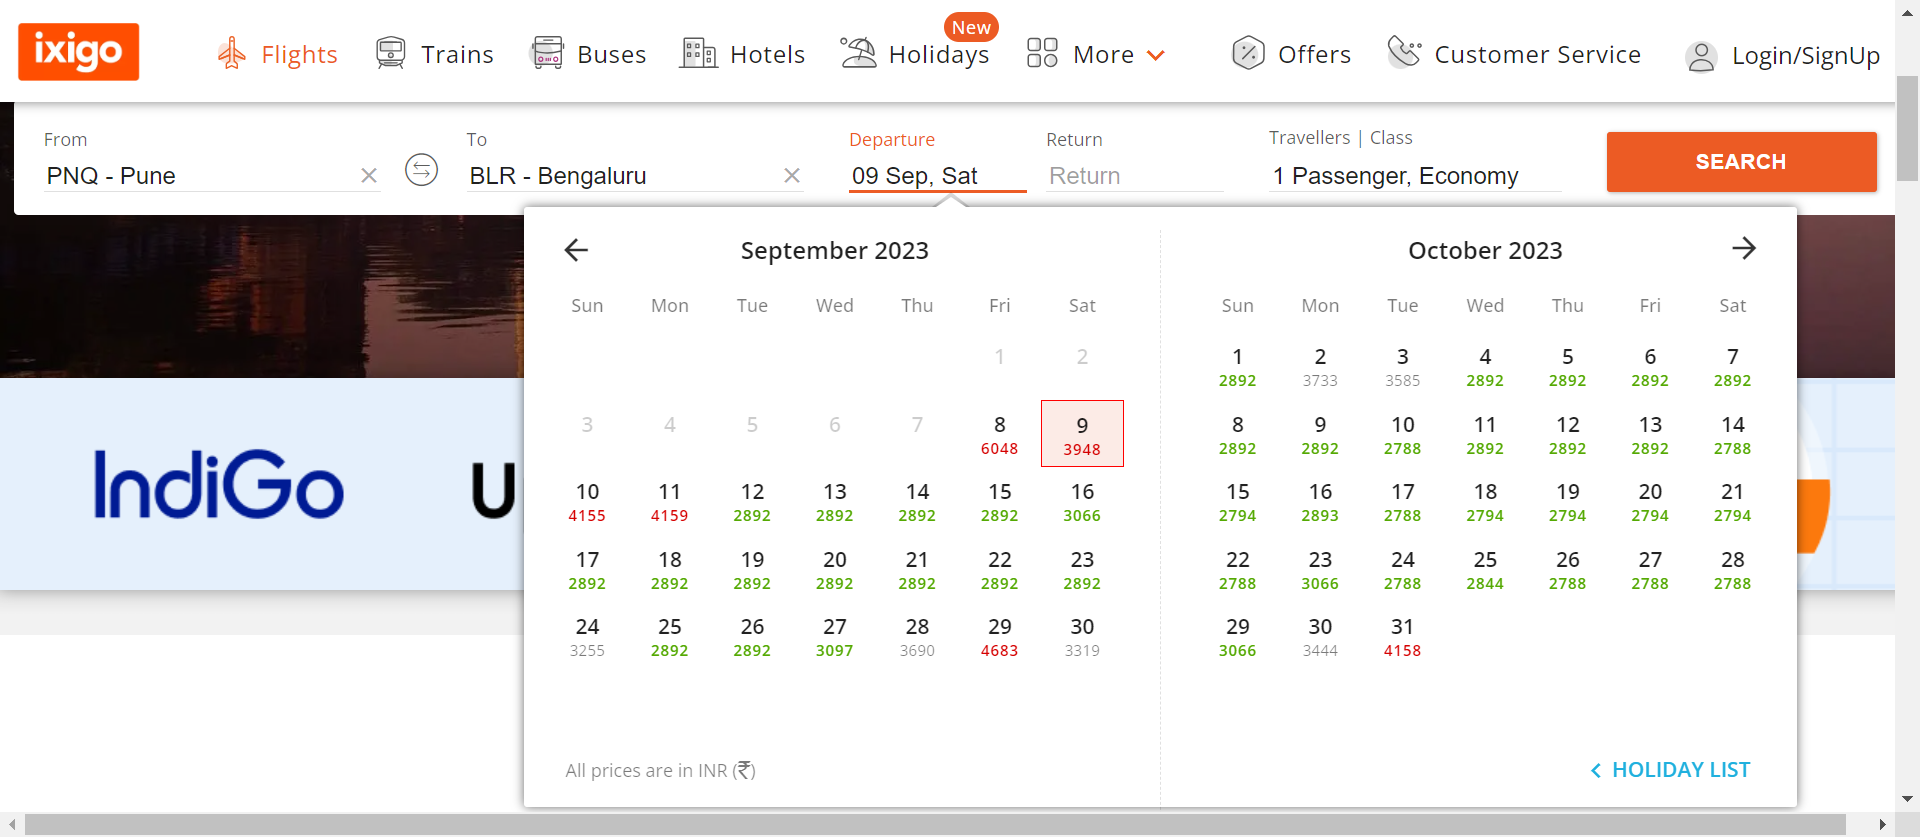 ixigo
Flights
Trains
Buses
Hotels
New
Holidays
More
Offers
Customer Service
Login/SignUp
From
PNQ - Pune
To
BLR - Bengaluru
Departure
09 Sep, Sat
Return
Return
Travellers | Class
1 Passenger, Economy
SEARCH
IndiGo
September 2023
Sun Mon Tue Wed Thu Fri Sat
1 2
3 4 5 6 7 8 9
6048 3948
10 11 12 13 14 15 16
4155 4159 2892 2892 2892 2892 3066
17 18 19 20 21 22 23
2892 2892 2892 2892 2892 2892 2892
24 25 26 27 28 29 30
3255 2892 2892 3097 3690 4683 3319
October 2023
Sun Mon Tue Wed Thu Fri Sat
1 2 3 4 5 6 7
2892 3733 3585 2892 2892 2892 2892
8 9 10 11 12 13 14
2892 2892 2788 2892 2892 2892 2788
15 16 17 18 19 20 21
2794 2893 2788 2794 2794 2794 2794
22 23 24 25 26 27 28
2788 3066 2788 2844 2788 2788 2788
29 30 31
3066 3444 4158
All prices are in INR (₹)
HOLIDAY LIST